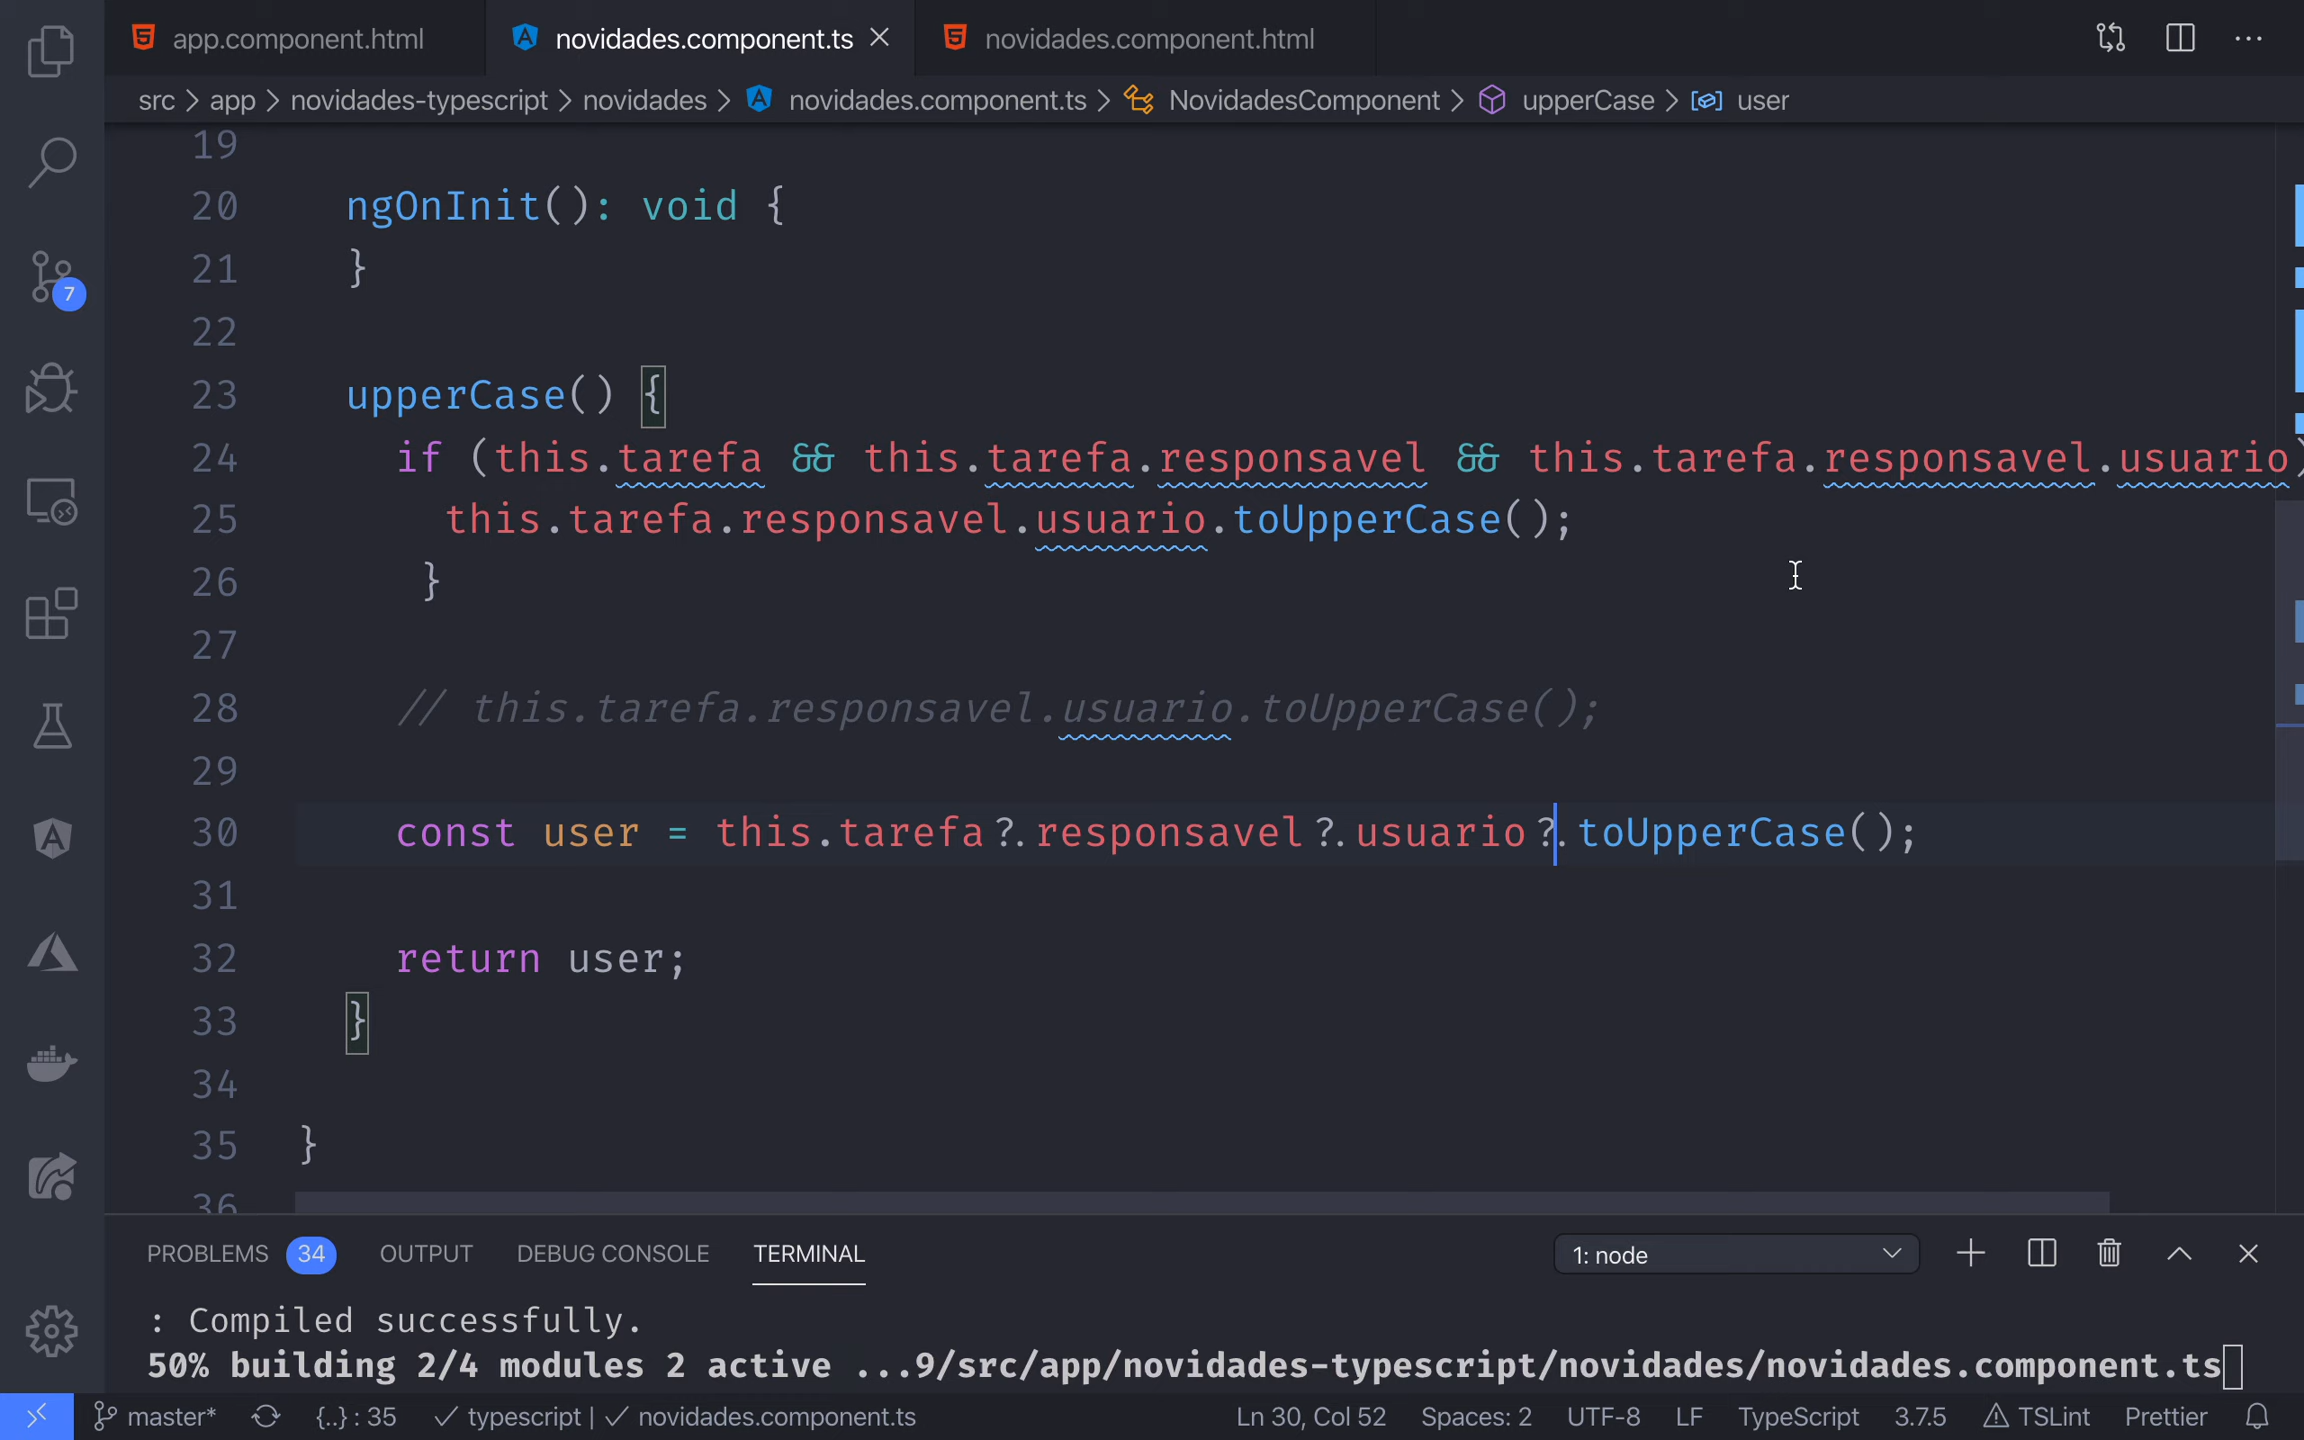 app.component.html
novidades.component.ts
novidades.component.html
src > app > novidades-typescript > novidades > novidades.component.ts > NovidadesComponent > upperCase > user
19
20 ngOnInit(): void {
21 }
22
23 upperCase() {
24 if (this.tarefa && this.tarefa.responsavel && this.tarefa.responsavel.usuario)
25 this.tarefa.responsavel.usuario.toUpperCase();
26 }
27
28 // this.tarefa.responsavel.usuario.toUpperCase();
29
30 const user = this.tarefa?.responsavel?.usuario?.toUpperCase();
31
32 return user;
33 }
34
35 }
36
7
PROBLEMS 34 OUTPUT DEBUG CONSOLE TERMINAL 1: node
: Compiled successfully.
50% building 2/4 modules 2 active ...9/src/app/novidades-typescript/novidades/novidades.component.ts
master* {..} : 35 ✓ typescript | ✓ novidades.component.ts Ln 30, Col 52 Spaces: 2 UTF-8 LF TypeScript 3.7.5 TSLint Prettier